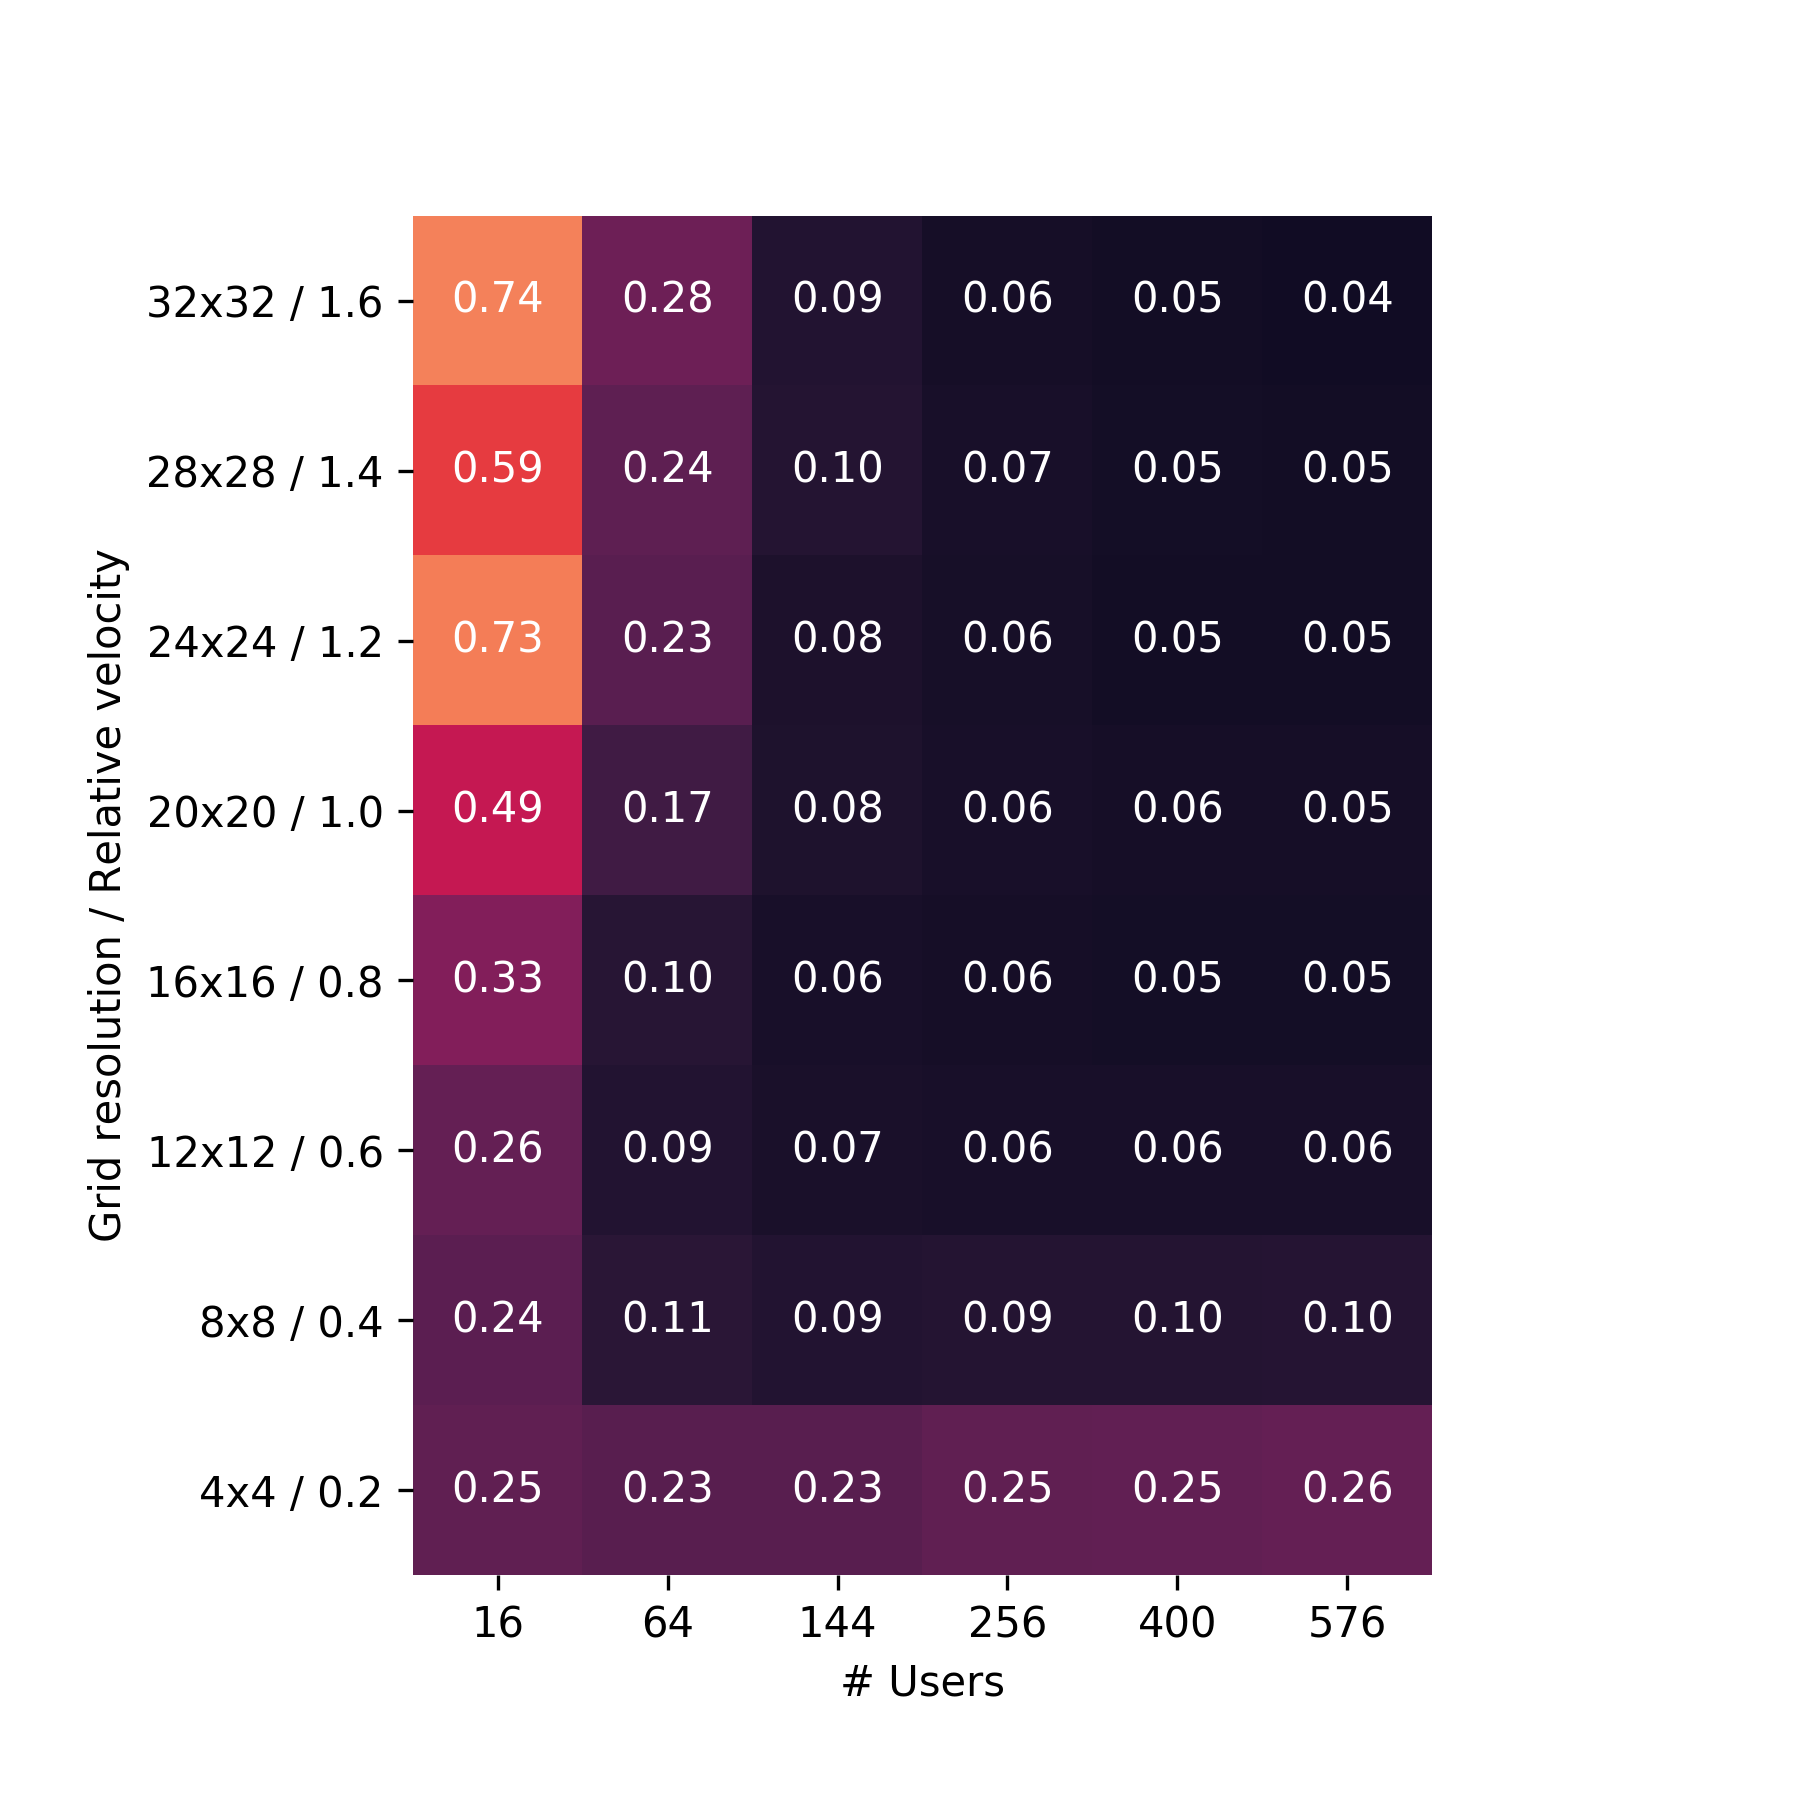 Grid resolution / Relative velocity
32x32 / 1.6 0.74 0.28 0.09 0.06 0.05 0.04
28x28 / 1.4 0.59 0.24 0.10 0.07 0.05 0.05
24x24 / 1.2 0.73 0.23 0.08 0.06 0.05 0.05
20x20 / 1.0 0.49 0.17 0.08 0.06 0.06 0.05
16x16 / 0.8 0.33 0.10 0.06 0.06 0.05 0.05
12x12 / 0.6 0.26 0.09 0.07 0.06 0.06 0.06
8x8 / 0.4 0.24 0.11 0.09 0.09 0.10 0.10
4x4 / 0.2 0.25 0.23 0.23 0.25 0.25 0.26
16 64 144 256 400 576
# Users